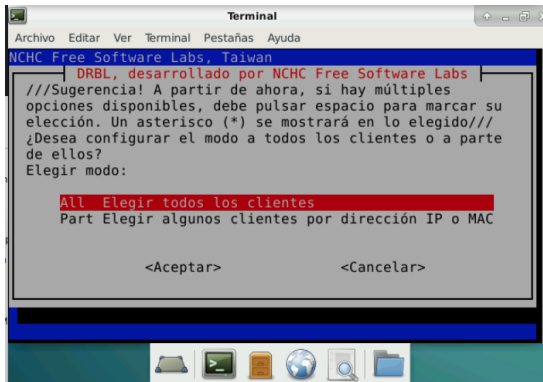 Terminal
Archivo Editar Ver Terminal Pestañas Ayuda
NCHC Free Software Labs, Taiwan
DRBL, desarrollado por NCHC Free Software Labs
///Sugerencia! A partir de ahora, si hay múltiples
opciones disponibles, debe pulsar espacio para marcar su
elección. Un asterisco (*) se mostrará en lo elegido///
¿Desea configurar el modo a todos los clientes o a parte
de ellos?
Elegir modo:
All Elegir todos los clientes
Part Elegir algunos clientes por dirección IP o MAC
<Aceptar> <Cancelar>